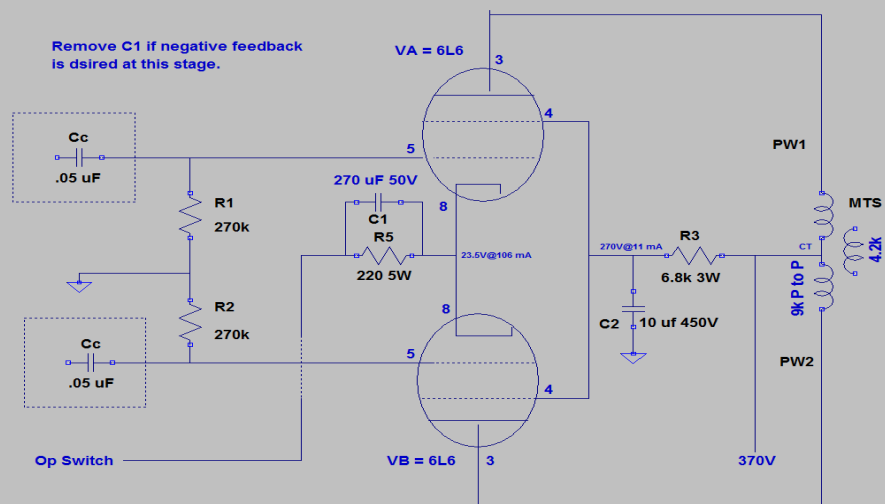 Remove C1 if negative feedback
is dsired at this stage.
VA = 6L6
3
4
Cc
.05 uF
5
PW1
270 uF 50V
C1
8
R1
270k
R5
220 5W
23.5V@106 mA
270V@11 mA
R3
6.8k 3W
CT
MTS
4.2k
9k P to P
R2
270k
8
C2
10 uf 450V
Cc
.05 uF
5
4
PW2
Op Switch
VB = 6L6
3
370V